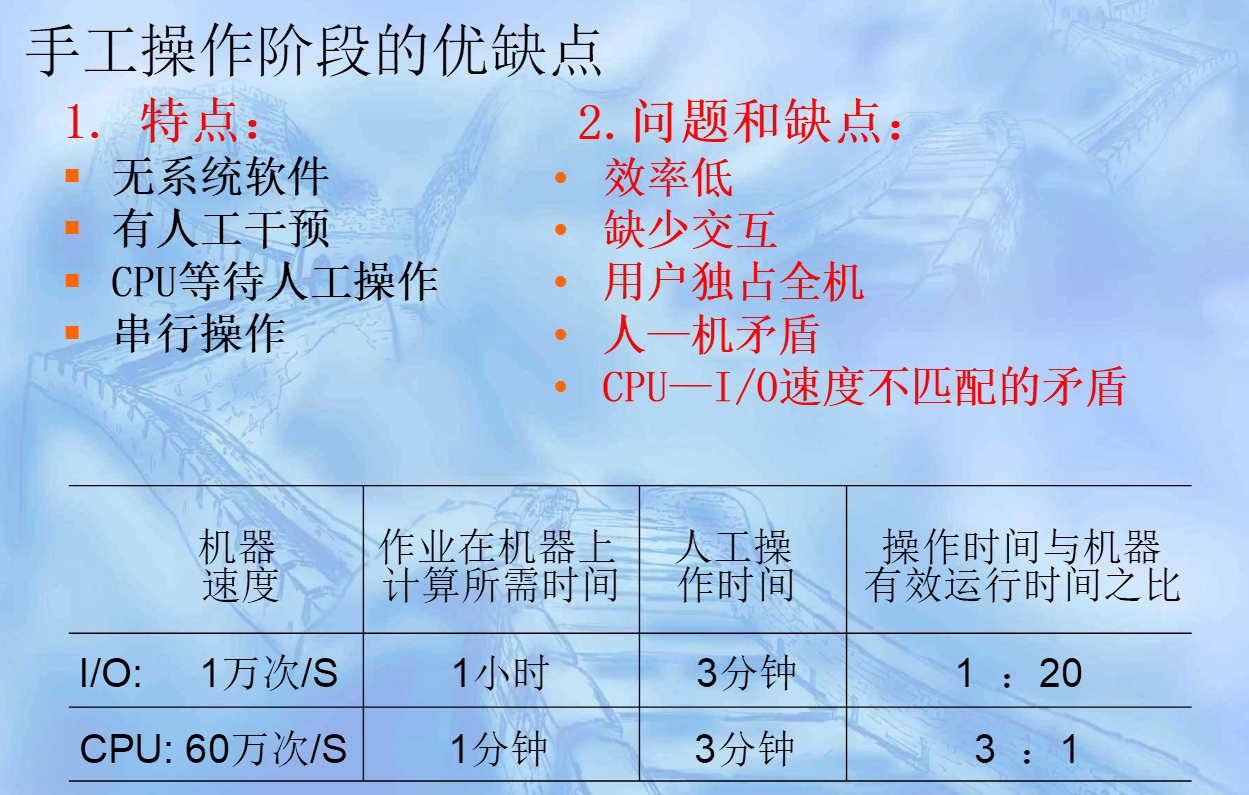 手工操作阶段的优缺点
1. 特点：
无系统软件
有人工干预
CPU等待人工操作
串行操作
2.问题和缺点：
效率低
缺少交互
用户独占全机
人—机矛盾
CPU—I/O速度不匹配的矛盾
机器
速度
作业在机器上
计算所需时间
人工操
作时间
操作时间与机器
有效运行时间之比
I/O: 1万次/S 1小时 3分钟 1 ：20
CPU: 60万次/S 1分钟 3分钟 3 ：1